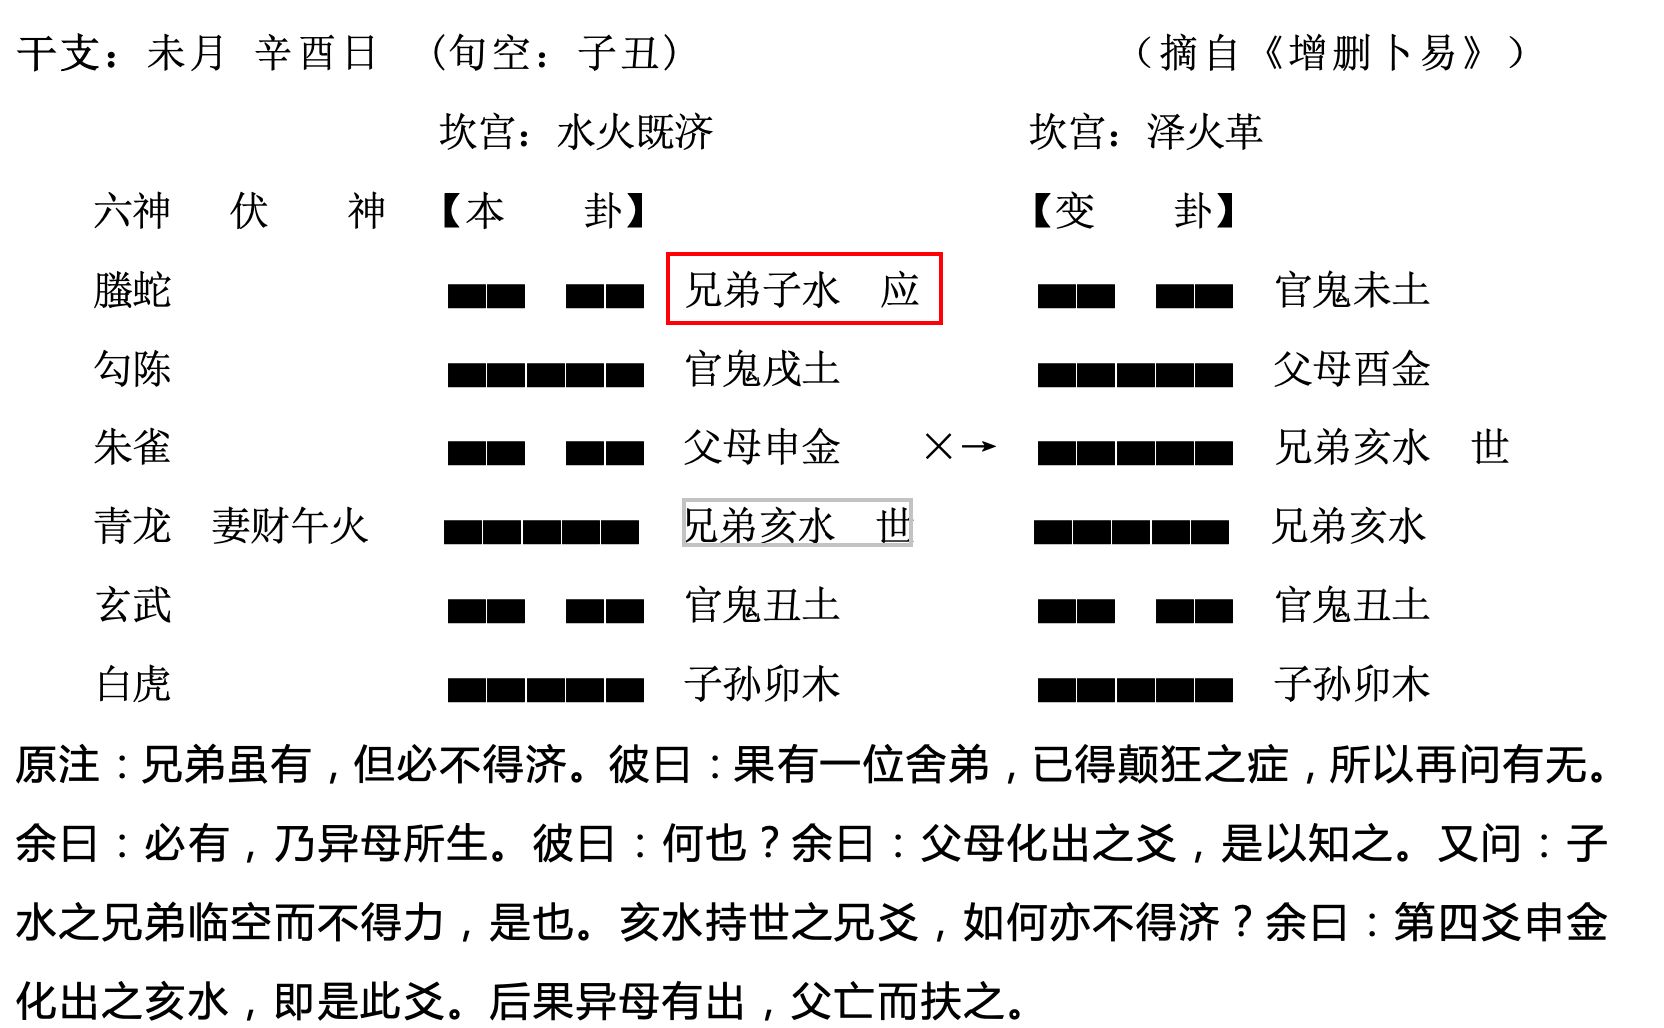 干支：未月 辛酉日 （旬空：子丑） （摘自《增删卜易》）
坎宫：水火既济 坎宫：泽火革
六神 伏 神 【本 卦】 【变 卦】
螣蛇 兄弟子水 应 官鬼未土
勾陈 官鬼戌土 父母酉金
朱雀 父母申金 ×→ 兄弟亥水 世
青龙 妻财午火 兄弟亥水 世 兄弟亥水
玄武 官鬼丑土 官鬼丑土
白虎 子孙卯木 子孙卯木
原注：兄弟虽有，但必不得济。彼曰：果有一位舍弟，已得颠狂之症，所以再问有无。
余曰：必有，乃异母所生。彼曰：何也？余曰：父母化出之爻，是以知之。又问：子
水之兄弟临空而不得力，是也。亥水持世之兄爻，如何亦不得济？余曰：第四爻申金
化出之亥水，即是此爻。后果异母有出，父亡而扶之。